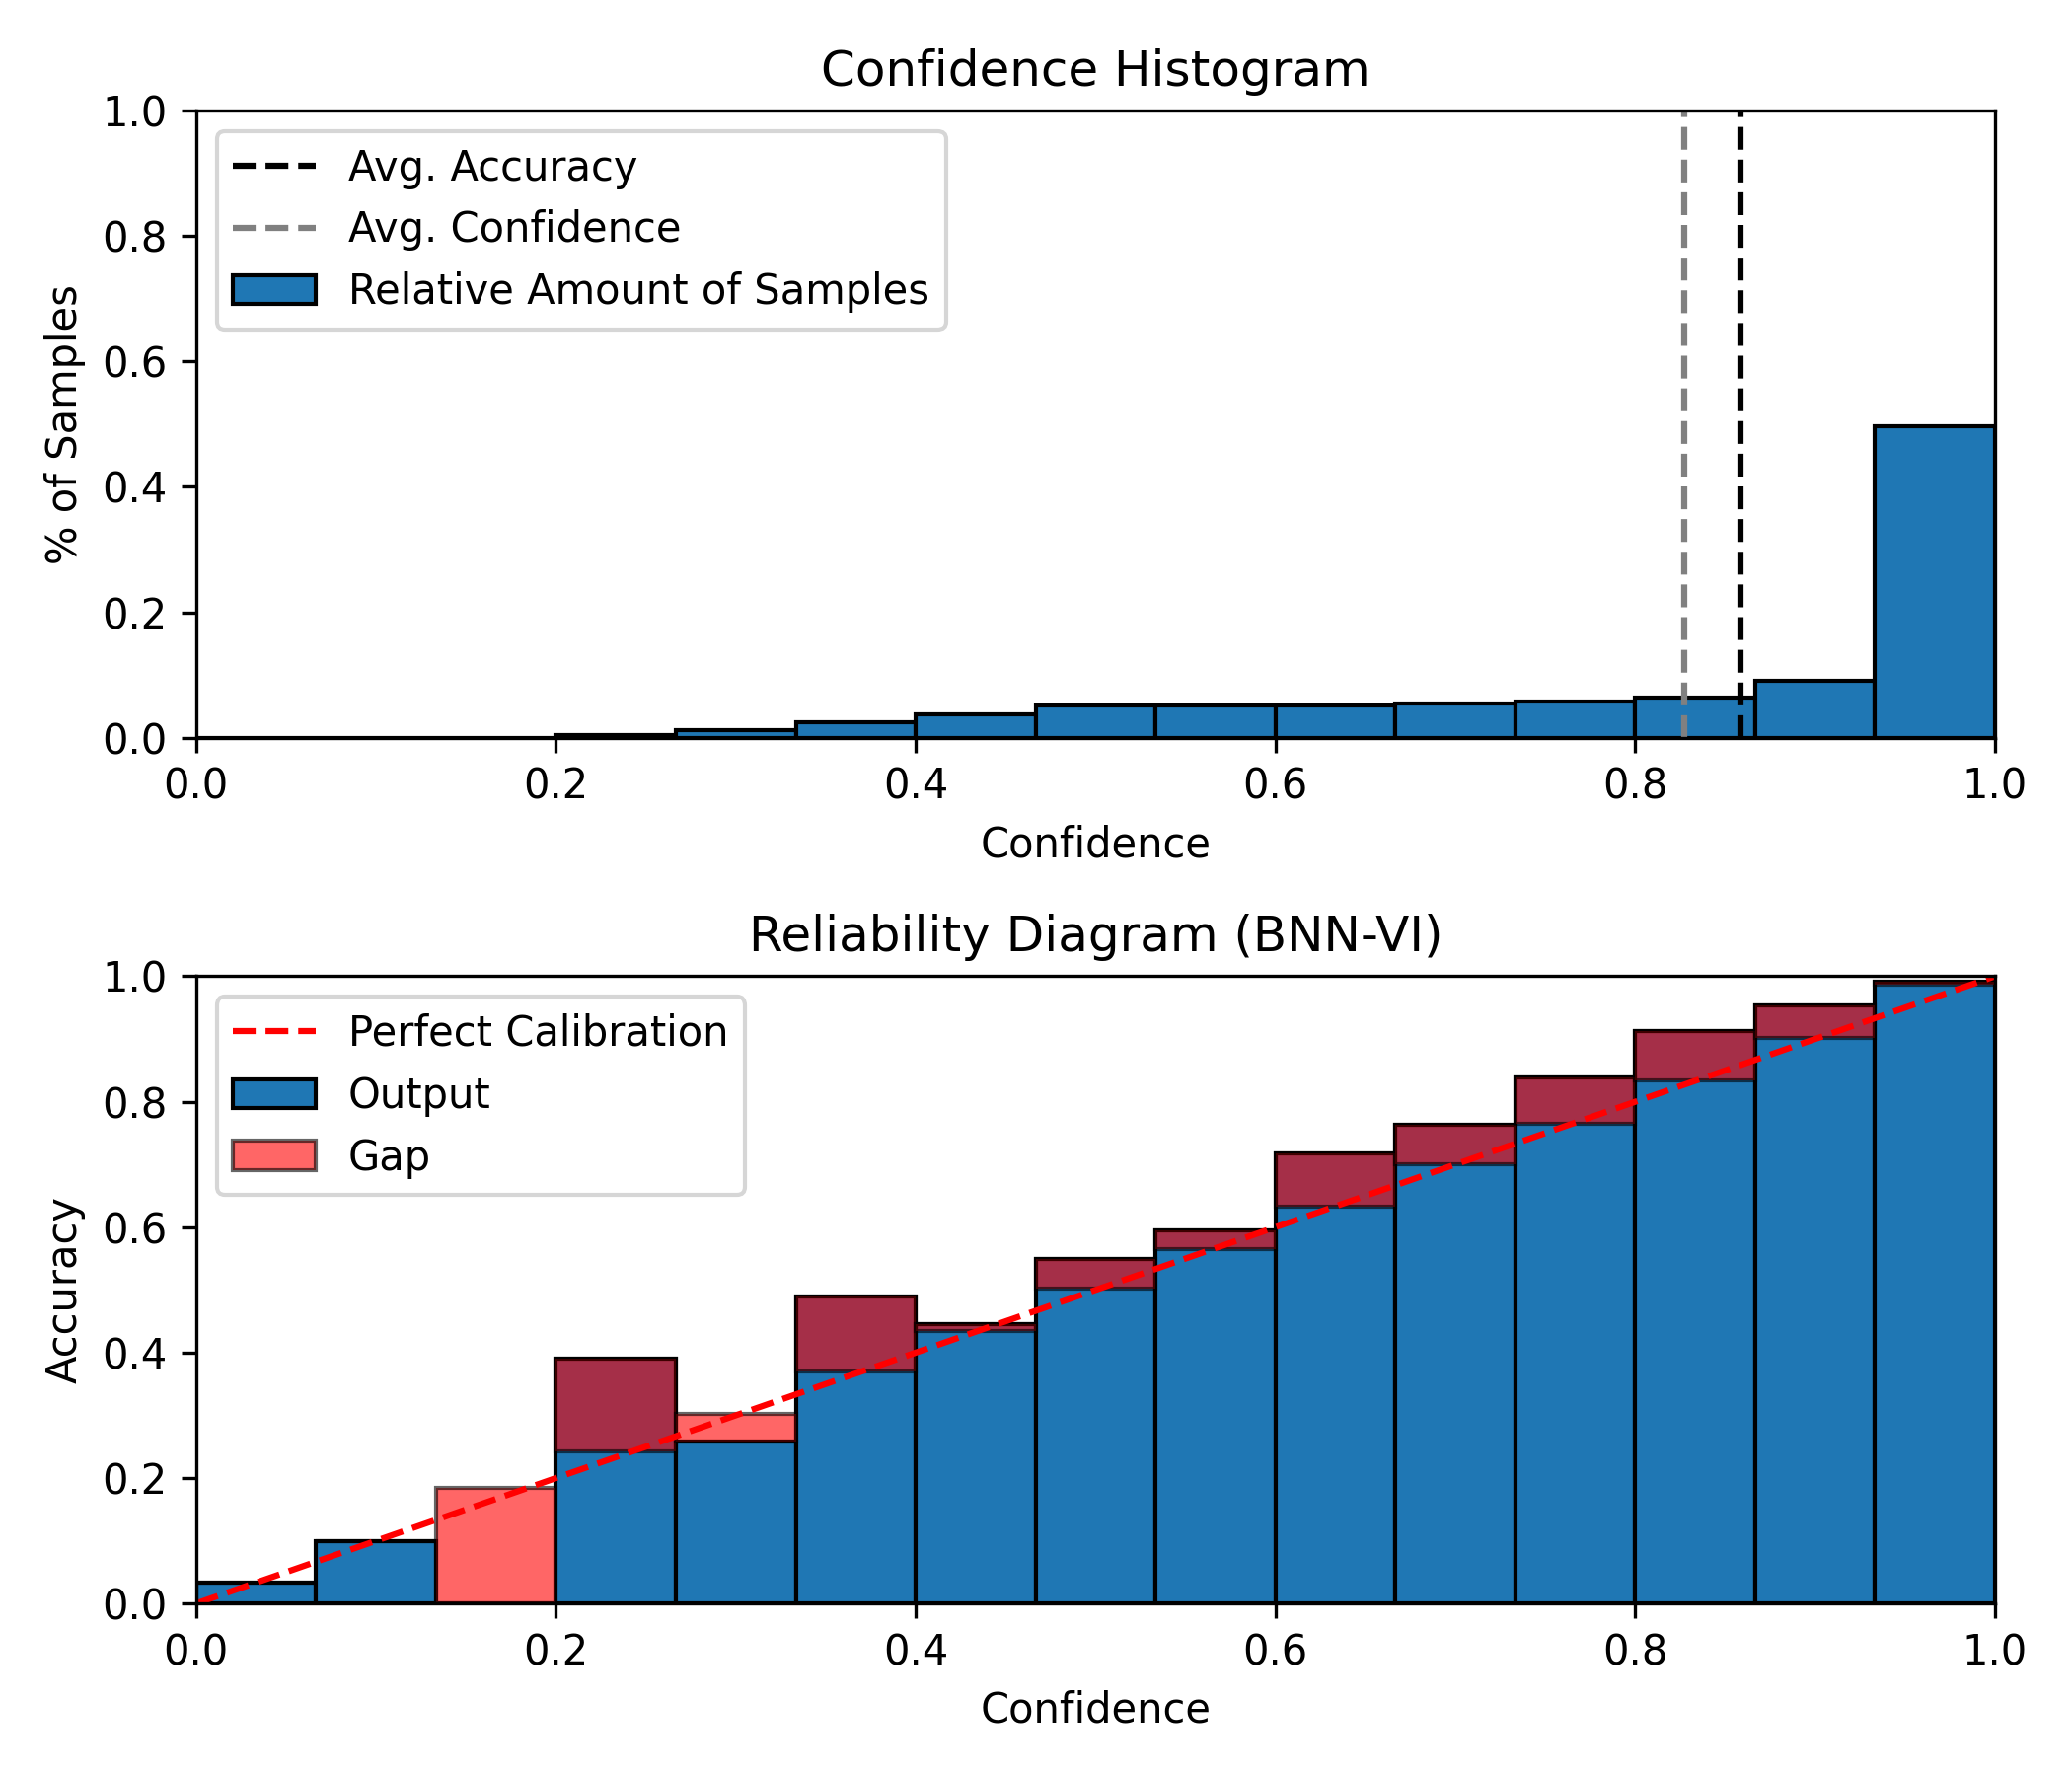 Confidence Histogram
1.0
0.8
0.6
0.4
0.2
0.0
% of Samples
Avg. Accuracy
Avg. Confidence
Relative Amount of Samples
0.0 0.2 0.4 0.6 0.8 1.0
Confidence
Reliability Diagram (BNN-VI)
1.0
0.8
0.6
0.4
0.2
0.0
Accuracy
Perfect Calibration
Output
Gap
0.0 0.2 0.4 0.6 0.8 1.0
Confidence